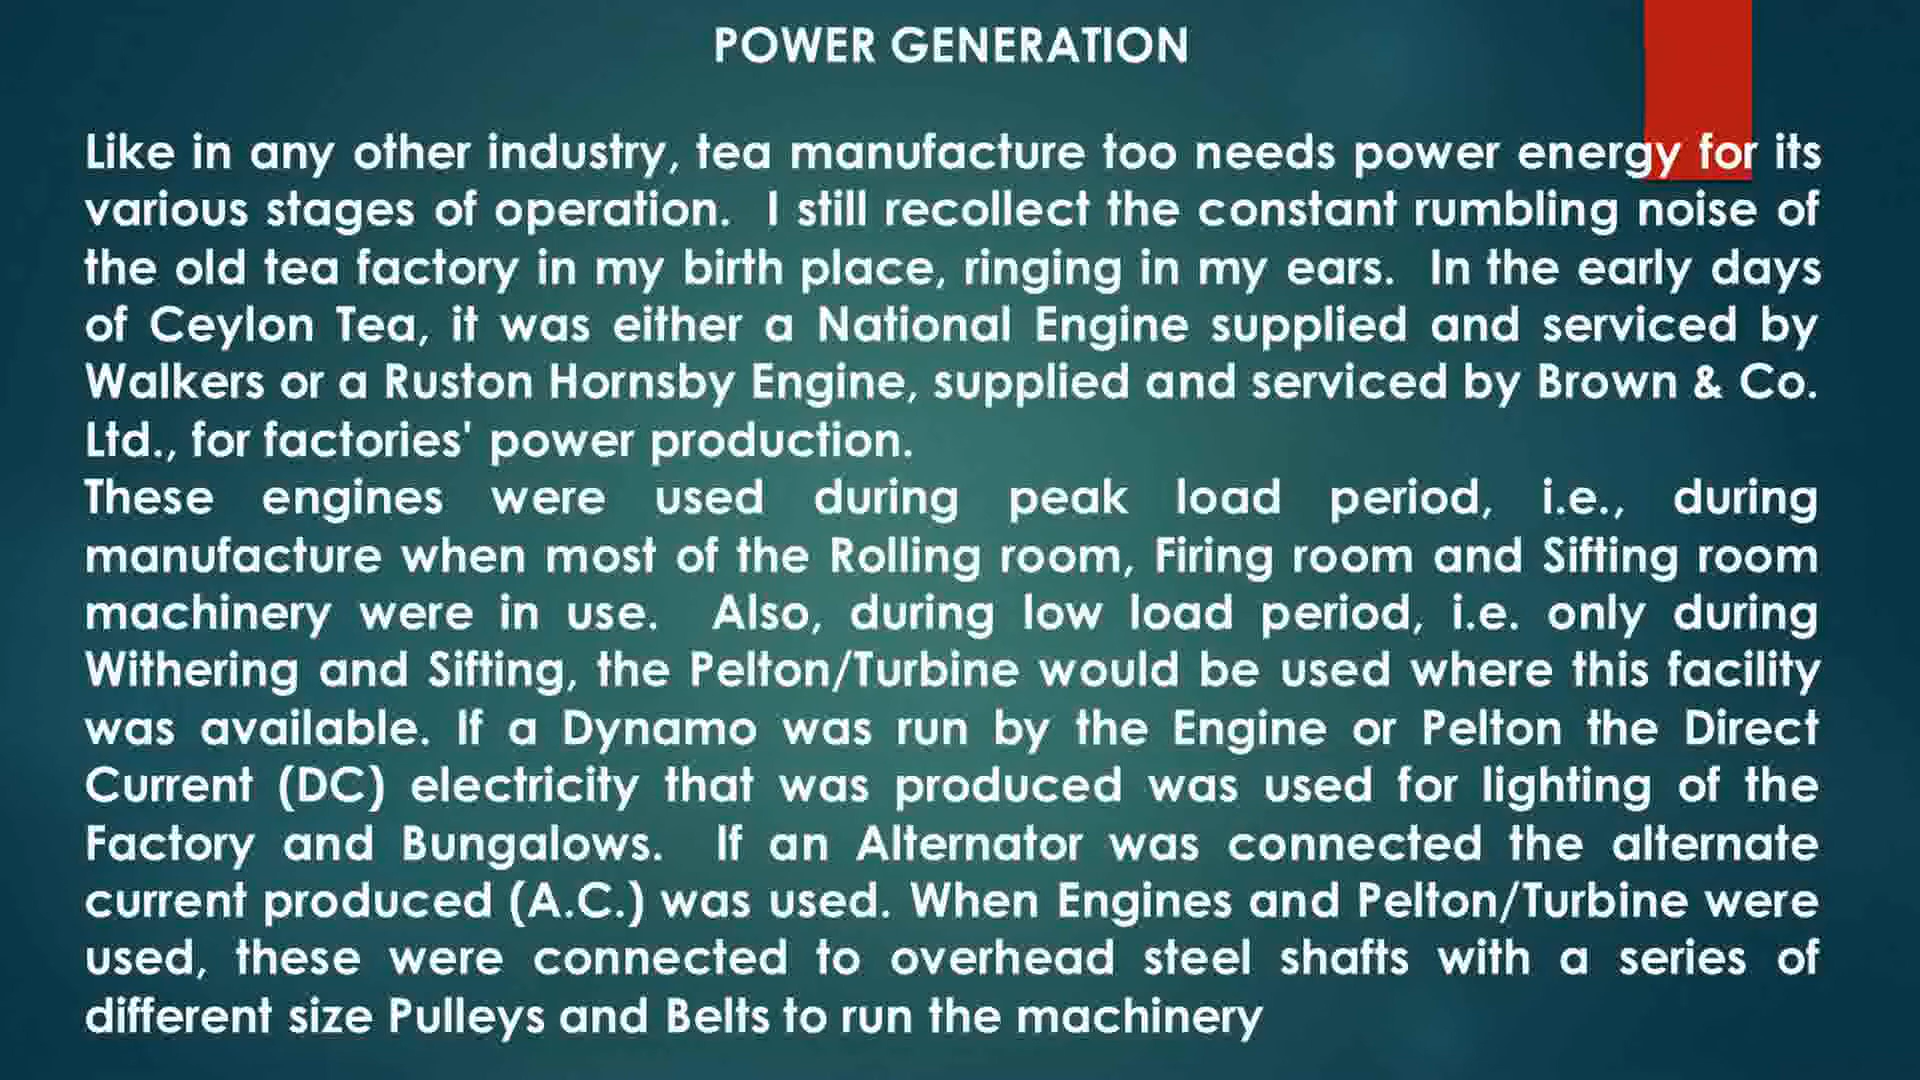 POWER GENERATION
Like in any other industry, tea manufacture too needs power energy for its
various stages of operation.  I still recollect the constant rumbling noise of
the old tea factory in my birth place, ringing in my ears.  In the early days
of Ceylon Tea, it was either a National Engine supplied and serviced by
Walkers or a Ruston Hornsby Engine, supplied and serviced by Brown & Co.
Ltd., for factories' power production.
These engines were used during peak load period, i.e., during
manufacture when most of the Rolling room, Firing room and Sifting room
machinery were in use.  Also, during low load period, i.e. only during
Withering and Sifting, the Pelton/Turbine would be used where this facility
was available. If a Dynamo was run by the Engine or Pelton the Direct
Current (DC) electricity that was produced was used for lighting of the
Factory and Bungalows.  If an Alternator was connected the alternate
current produced (A.C.) was used. When Engines and Pelton/Turbine were
used, these were connected to overhead steel shafts with a series of
different size Pulleys and Belts to run the machinery